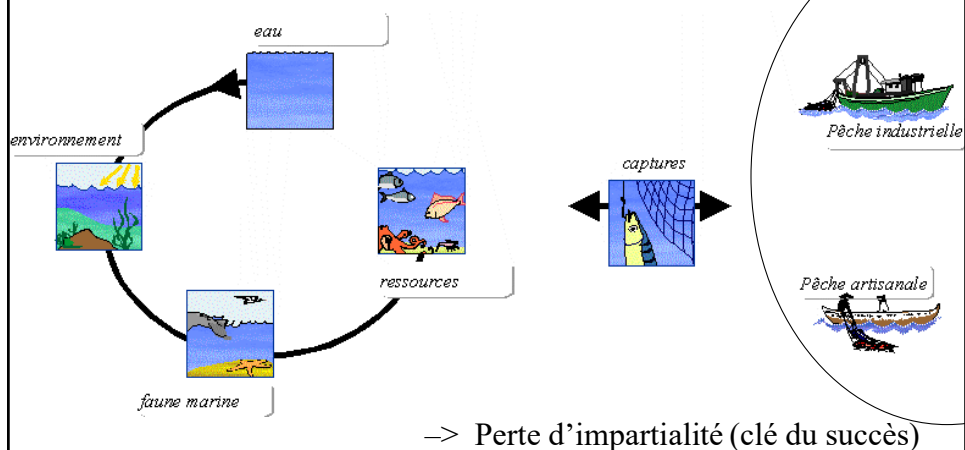 eau
environnement
Pêche industrielle
captures
ressources
Pêche artisanale
faune marine
–> Perte d’impartialité (clé du succès)